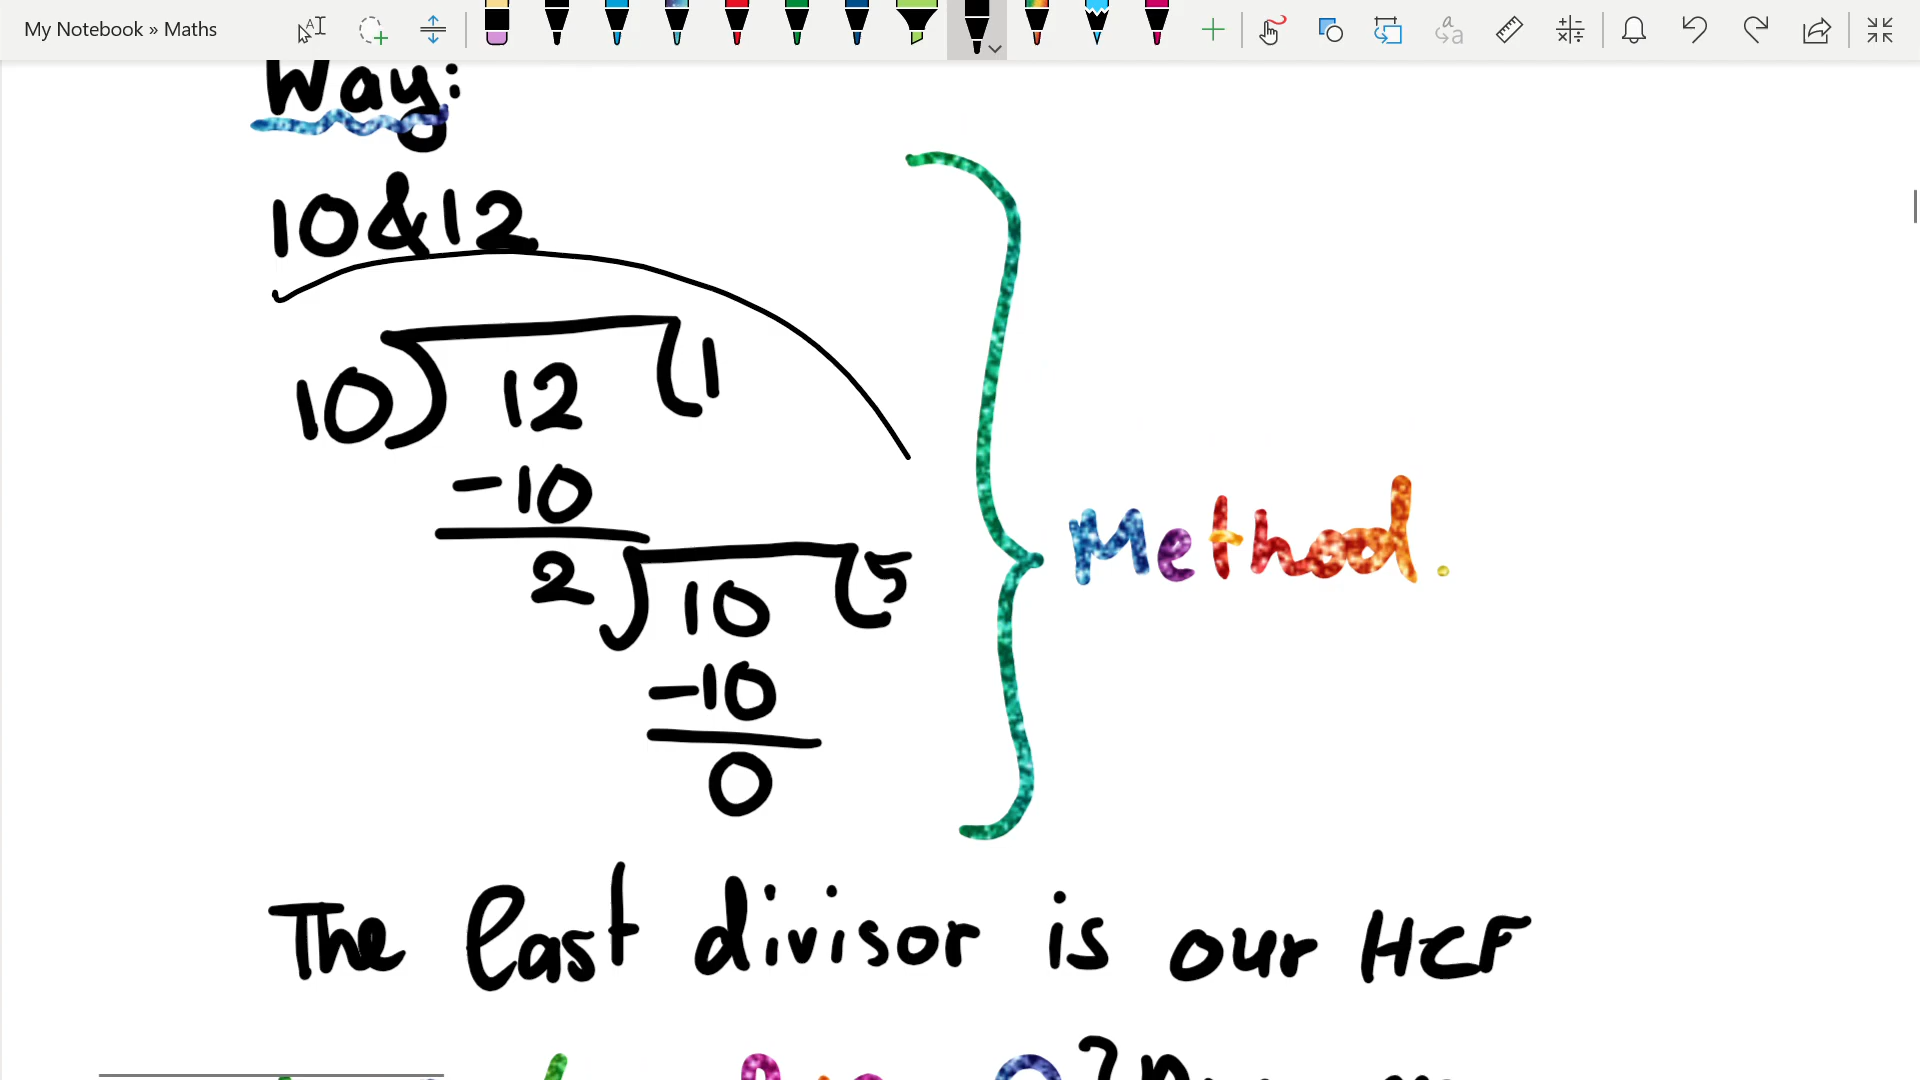 My Notebook » Maths
Way:
10&12
10) 12 (1
-10
2) 10 (5
-10
0
Method.
The last divisor is our HCF